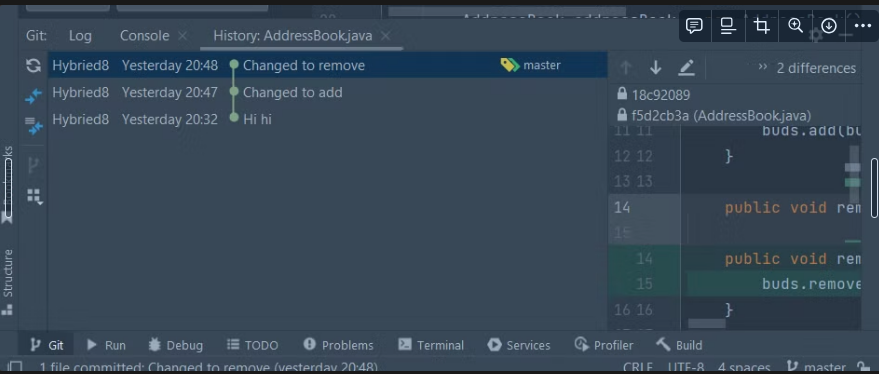 Git: Log Console History: AddressBook.java
Hybried8 Yesterday 20:48 Changed to remove master
Hybried8 Yesterday 20:47 Changed to add
Hybried8 Yesterday 20:32 Hi hi
2 differences
18c92089
f5d2cb3a (AddressBook.java)
11 11 buds.add(bu
12 12 }
13 13
14 public void rem
15
14 public void rem
15 buds.remove
16 16 }
Structure
Git Run Debug TODO Problems Terminal Services Profiler Build
1 file committed: Changed to remove (yesterday 20:48) CRLF UTF-8 4 spaces master